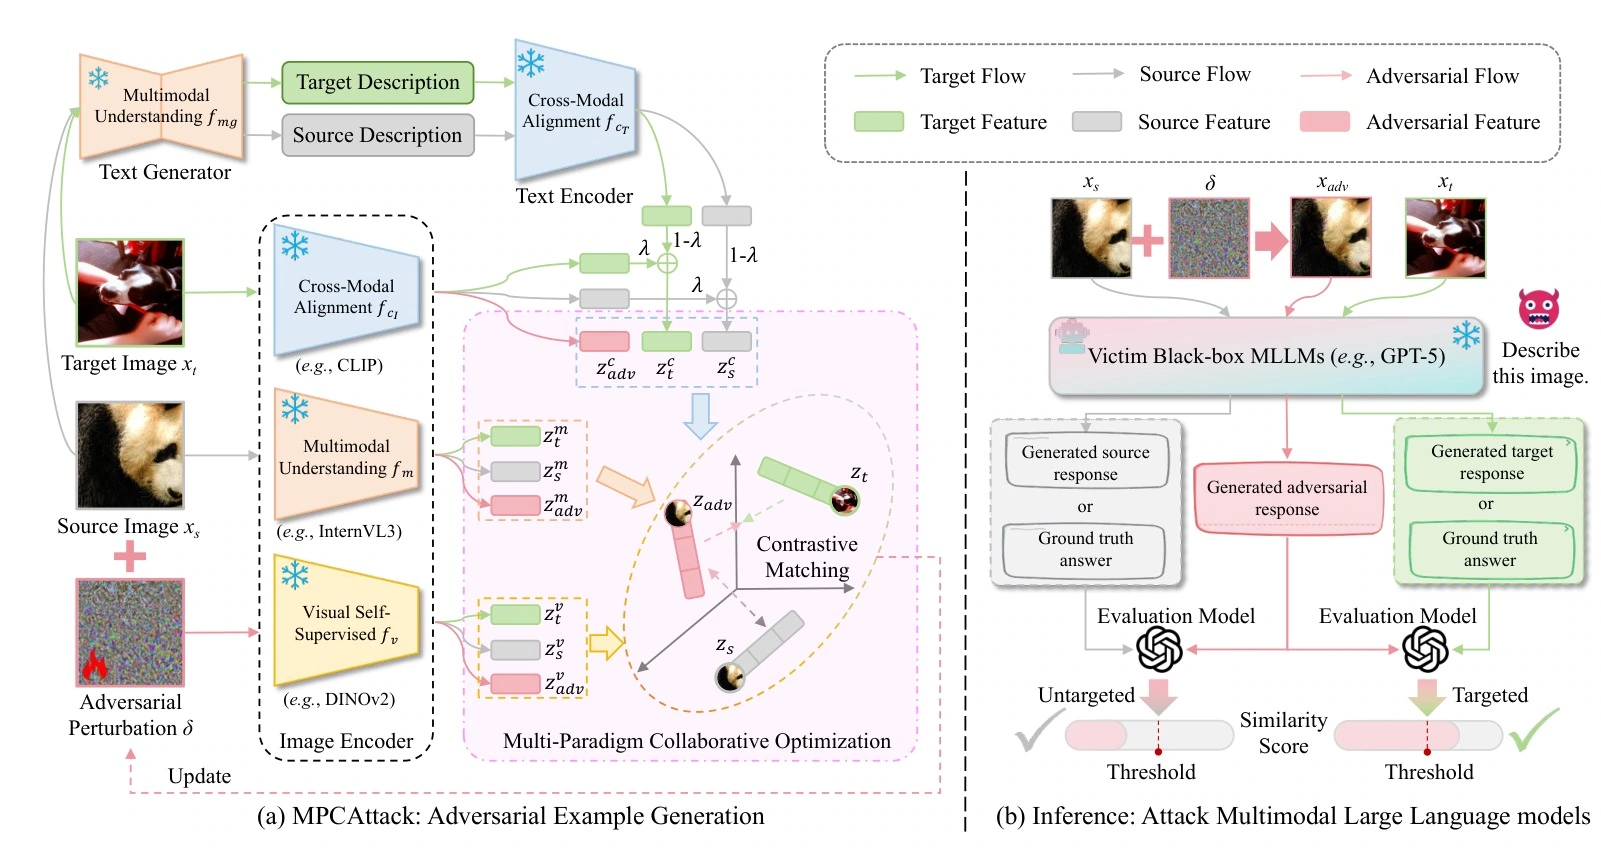 Multimodal
Understanding f_mg
Text Generator
Target Description
Source Description
Cross-Modal
Alignment f_cT
Text Encoder
Target Flow
Source Flow
Adversarial Flow
Target Feature
Source Feature
Adversarial Feature
λ
1-λ
1-λ
λ
Target Image x_t
Source Image x_s
Adversarial
Perturbation δ
Update
Cross-Modal
Alignment f_cI
(e.g., CLIP)
Multimodal
Understanding f_m
(e.g., InternVL3)
Visual Self-
Supervised f_v
(e.g., DINOv2)
Image Encoder
z^c_adv
z^c_t
z^c_s
z^m_t
z^m_s
z^m_adv
z^v_t
z^v_s
z^v_adv
z_adv
z_t
z_s
Contrastive
Matching
Multi-Paradigm Collaborative Optimization
(a) MPCAttack: Adversarial Example Generation
x_s
δ
x_adv
x_t
Victim Black-box MLLMs (e.g., GPT-5)
Describe
this image.
Generated source
response
or
Ground truth
answer
Generated adversarial
response
Generated target
response
or
Ground truth
answer
Evaluation Model
Evaluation Model
Untargeted
Targeted
Similarity
Score
Threshold
Threshold
(b) Inference: Attack Multimodal Large Language models